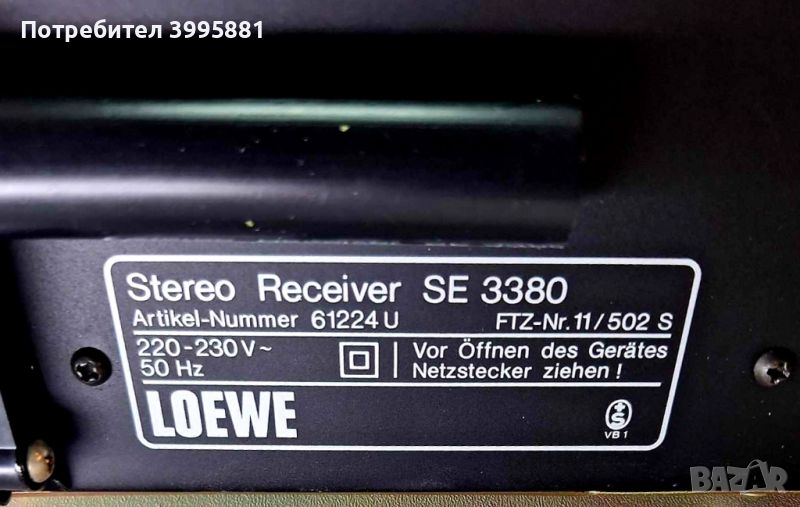 Потребител 3995881
Stereo Receiver SE 3380
Artikel-Nummer 61224 U FTZ-Nr. 11/502 S
220-230 V~
50 Hz
Vor Öffnen des Gerätes
Netzstecker ziehen !
LOEWE
+S
VB 1
BAZAR